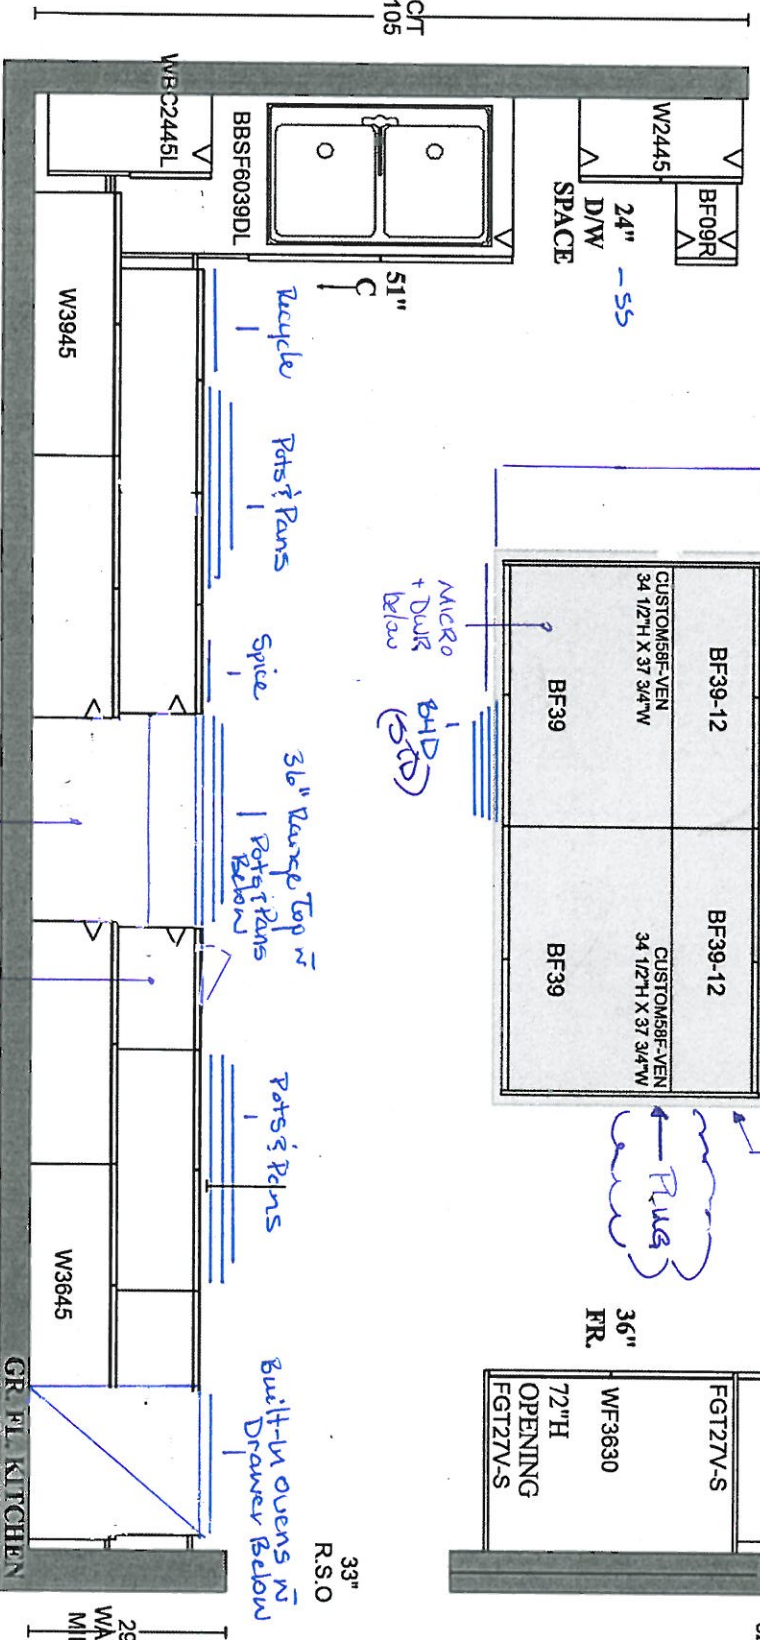 C/T
105
WBC2445L
BBSF6039DL
W2445
BF09R
24"
D/W
SPACE
- SS
51"
C
W3945
Recycle
Pots & Pans
Spice
36" Range Top w
Pots & Pans
Below
Pots & Pans
Built-in ovens w
Drawer Below
MICRO
+ DWR
below
B4D
(STD)
CUSTOM58F-VEN
34 1/2"H X 37 3/4"W
BF39-12
BF39
CUSTOM58F-VEN
34 1/2"H X 37 3/4"W
BF39-12
BF39
Plug
36"
FR.
FGT27V-S
WF3630
72"H
OPENING
FGT27V-S
W3645
33"
R.S.O
GR. FL. KITCHEN
29
WA